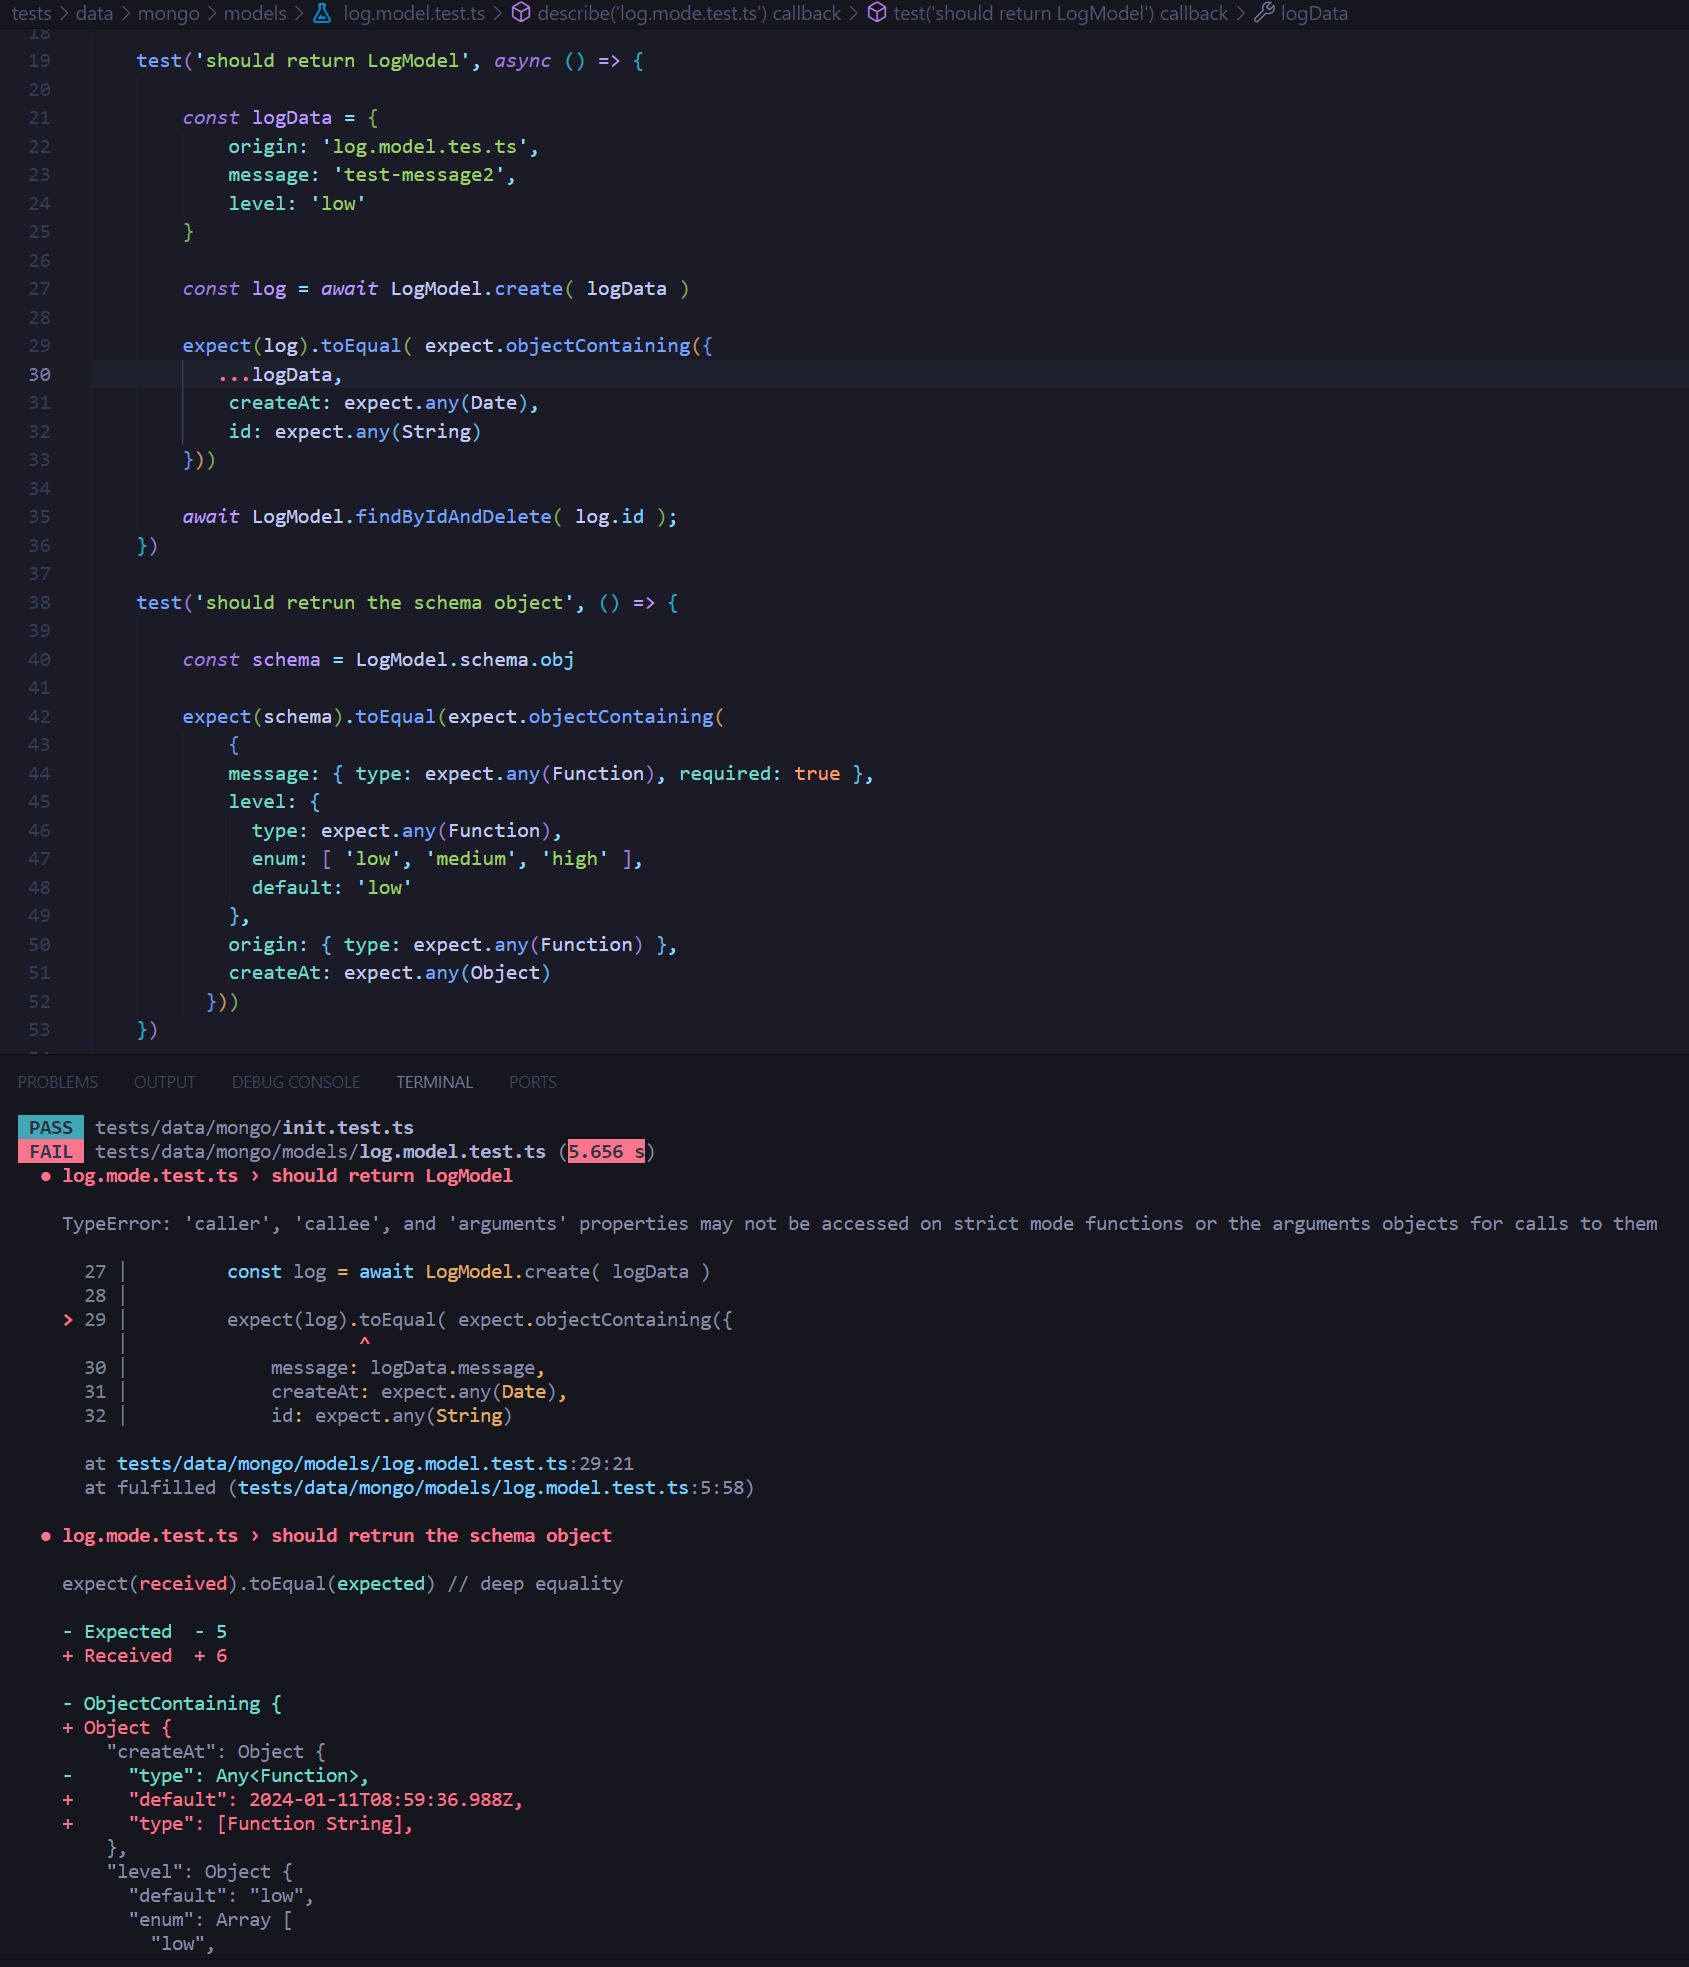 tests > data > mongo > models > log.model.test.ts > describe('log.mode.test.ts') callback > test('should return LogModel') callback > logData
18
19 test('should return LogModel', async () => {
20
21 const logData = {
22 origin: 'log.model.tes.ts',
23 message: 'test-message2',
24 level: 'low'
25 }
26
27 const log = await LogModel.create( logData )
28
29 expect(log).toEqual( expect.objectContaining({
30 ...logData,
31 createAt: expect.any(Date),
32 id: expect.any(String)
33 }))
34
35 await LogModel.findByIdAndDelete( log.id );
36 })
37
38 test('should retrun the schema object', () => {
39
40 const schema = LogModel.schema.obj
41
42 expect(schema).toEqual(expect.objectContaining(
43 {
44 message: { type: expect.any(Function), required: true },
45 level: {
46 type: expect.any(Function),
47 enum: [ 'low', 'medium', 'high' ],
48 default: 'low'
49 },
50 origin: { type: expect.any(Function) },
51 createAt: expect.any(Object)
52 }))
53 })
PROBLEMS OUTPUT DEBUG CONSOLE TERMINAL PORTS
PASS tests/data/mongo/init.test.ts
FAIL tests/data/mongo/models/log.model.test.ts (5.656 s)
● log.mode.test.ts › should return LogModel
TypeError: 'caller', 'callee', and 'arguments' properties may not be accessed on strict mode functions or the arguments objects for calls to them
27 | const log = await LogModel.create( logData )
28 |
> 29 | expect(log).toEqual( expect.objectContaining({
| ^
30 | message: logData.message,
31 | createAt: expect.any(Date),
32 | id: expect.any(String)
at tests/data/mongo/models/log.model.test.ts:29:21
at fulfilled (tests/data/mongo/models/log.model.test.ts:5:58)
● log.mode.test.ts › should retrun the schema object
expect(received).toEqual(expected) // deep equality
- Expected - 5
+ Received + 6
- ObjectContaining {
+ Object {
"createAt": Object {
- "type": Any<Function>,
+ "default": 2024-01-11T08:59:36.988Z,
+ "type": [Function String],
},
"level": Object {
"default": "low",
"enum": Array [
"low",